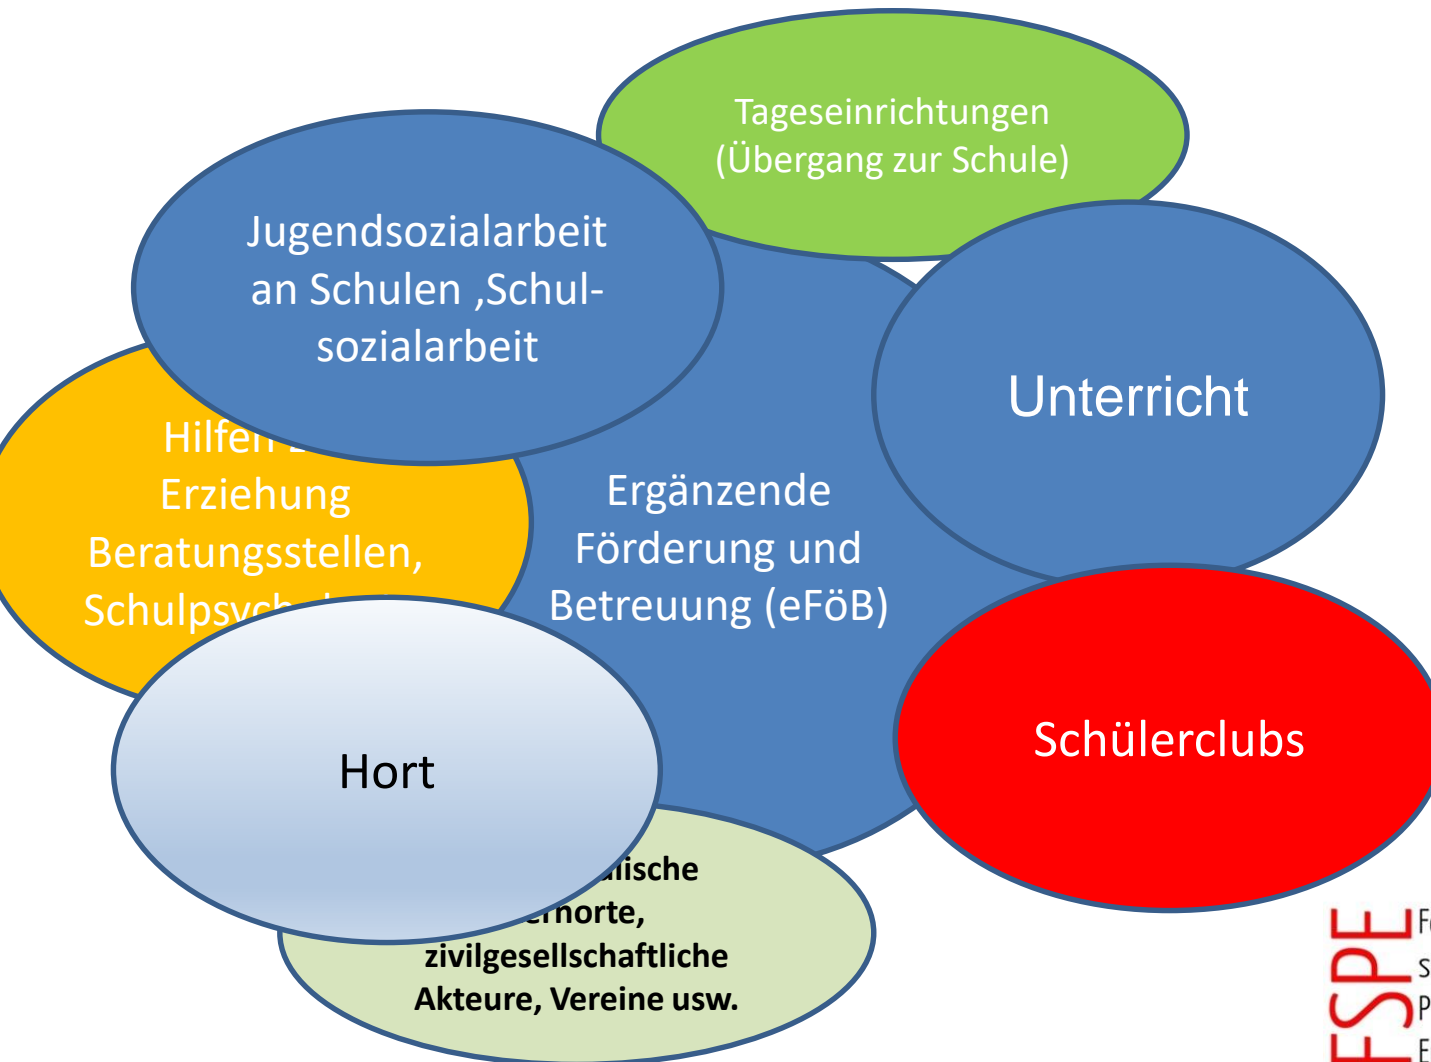 Tageseinrichtungen
(Übergang zur Schule)
Jugendsozialarbeit
an Schulen ,Schul-
sozialarbeit
Unterricht
Erziehung
Beratungsstellen,
Ergänzende
Förderung und
Betreuung (eFöB)
Schülerclubs
Hort
zivilgesellschaftliche
Akteure, Vereine usw.
FSPE